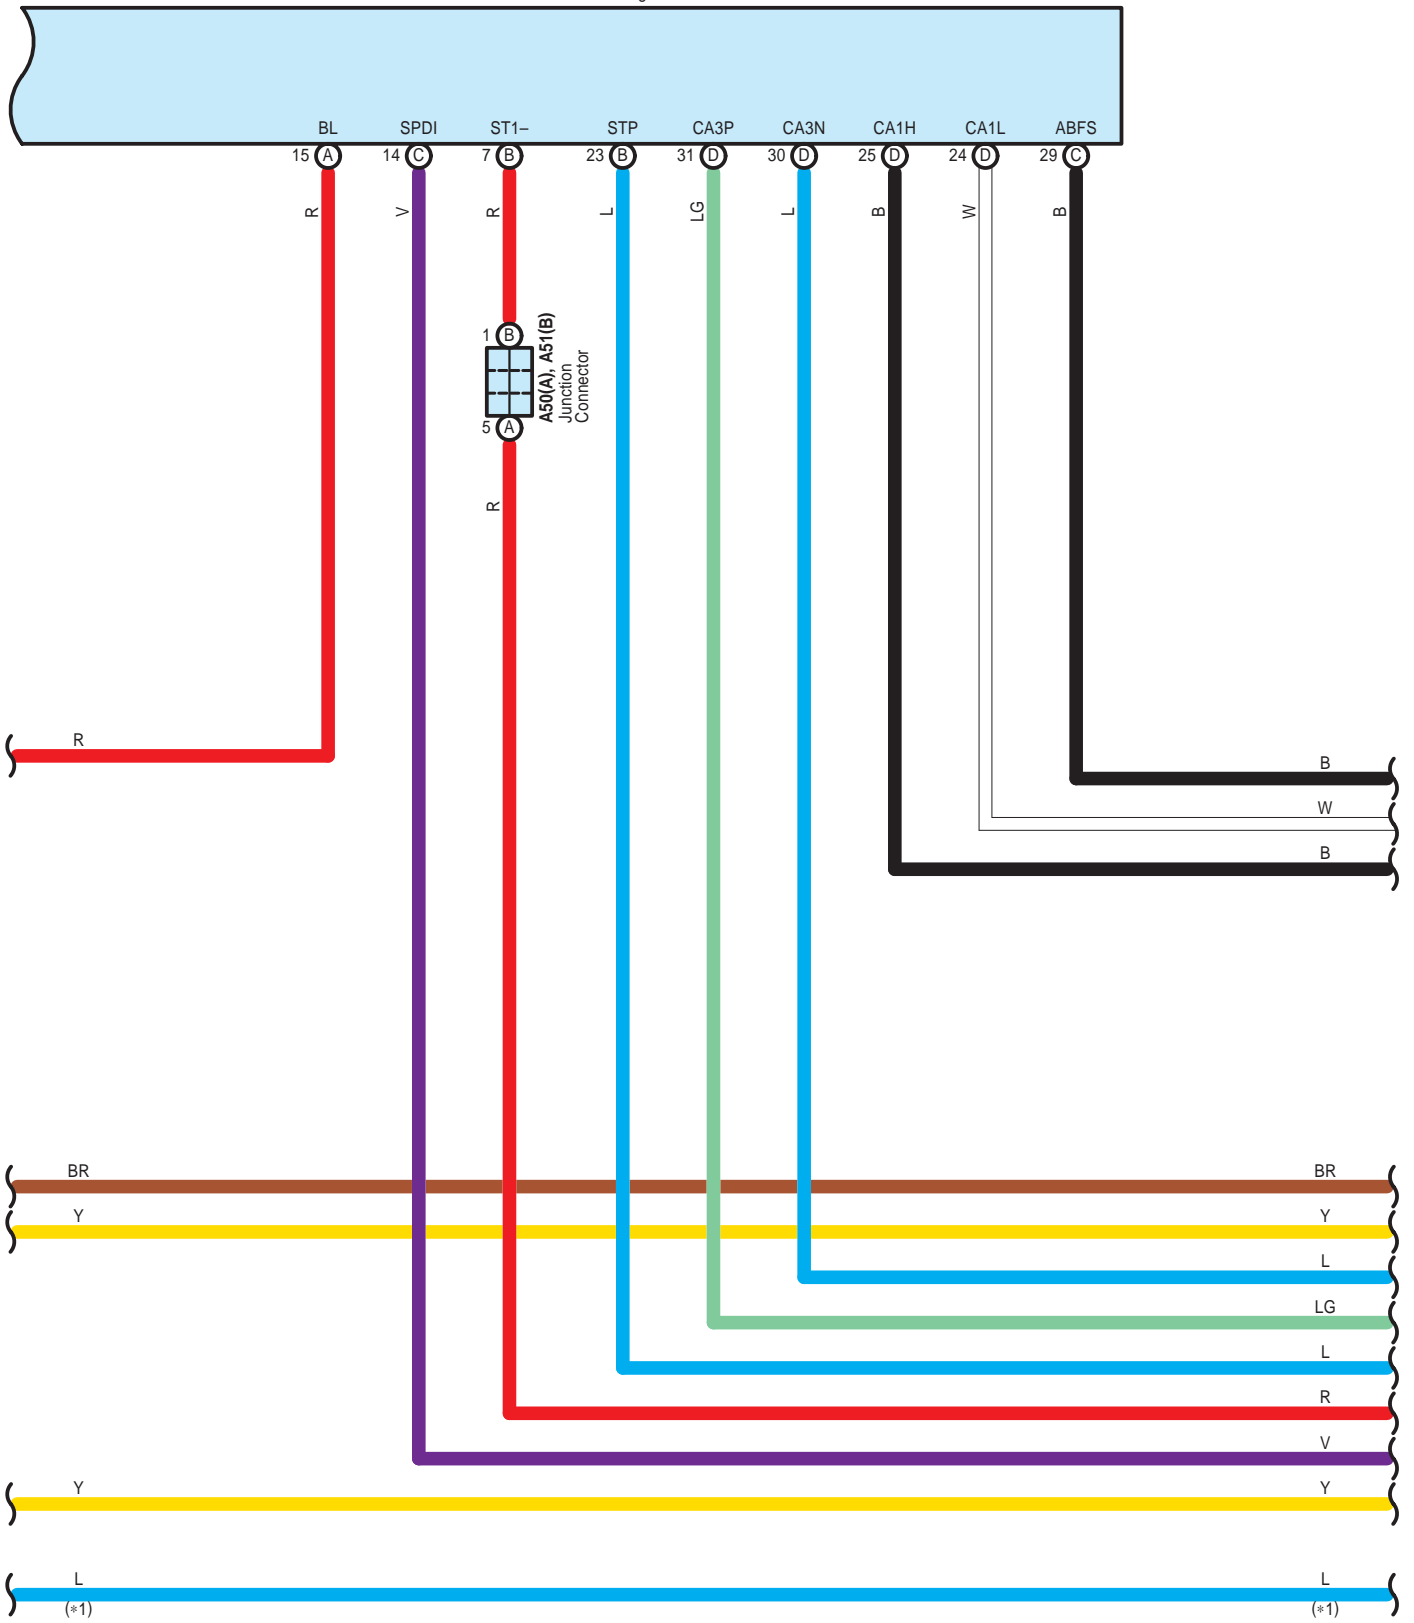 BL SPDI ST1– STP CA3P CA3N CA1H CA1L ABFS
15 A 14 C 7 B 23 B 31 D 30 D 25 D 24 D 29 C
R V R L LG L B W B
1 B
A50(A), A51(B)
Junction
Connector
5 A
R
R
B
W
B
BR BR
Y Y
L
LG
L
R
V
Y Y
L L
(*1) (*1)